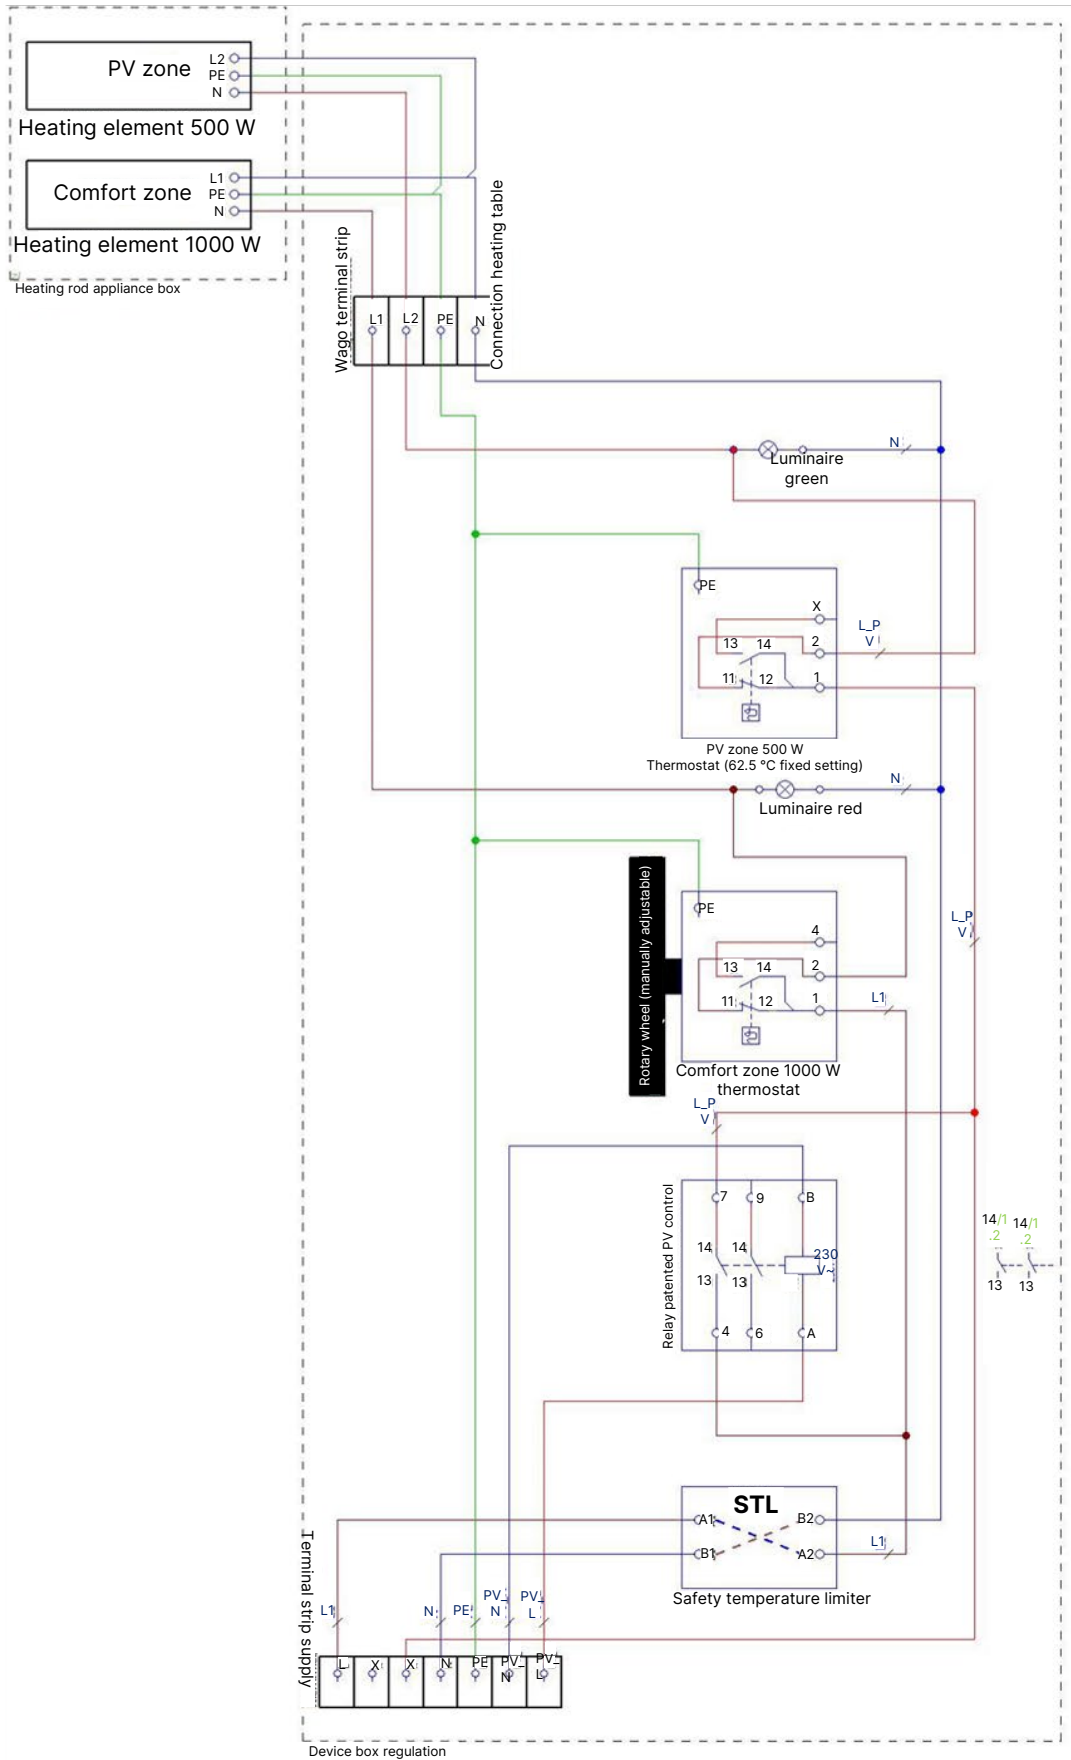 PV zone
L2
PE
N
Heating element 500 W
Comfort zone
L1
PE
N
Heating element 1000 W
Heating rod appliance box
Wago terminal strip
Connection heating table
L1
L2
PE
N
N
Luminaire
green
PE
X
L_P
V
13
14
2
11
12
1
PV zone 500 W
Thermostat (62.5 °C fixed setting)
N
Luminaire red
Rotary wheel (manually adjustable)
PE
4
L_P
V
13
14
2
11
12
1
L1
Comfort zone 1000 W
thermostat
L_P
V
Relay patented PV control
7
9
B
14
14
230
V~
13
13
4
6
A
14/1
.2
14/1
.2
13
13
STL
A1
B2
B1
A2
L1
Safety temperature limiter
Terminal strip supply
L1
N
PE
PV_
N
PV_
L
L
X
X
N
PE
PV_
N
PV_
L
Device box regulation